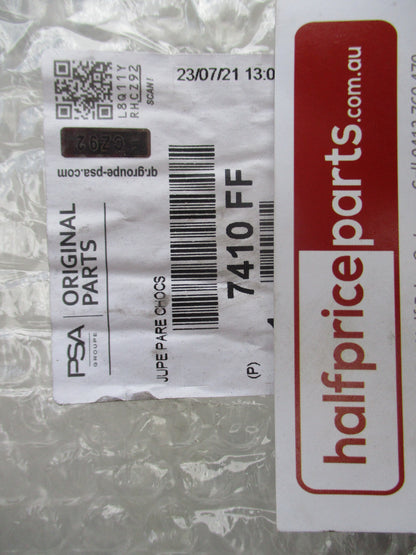 23/07/21 13:0
L8Q11Y
RHCZ9Z
SCAN!
CZ92
qr.groupe-psa.com
PSA
GROUPE
ORIGINAL
PARTS
JUPE PARE CHOCS
7410 FF
(P)
halfpriceparts.com.au